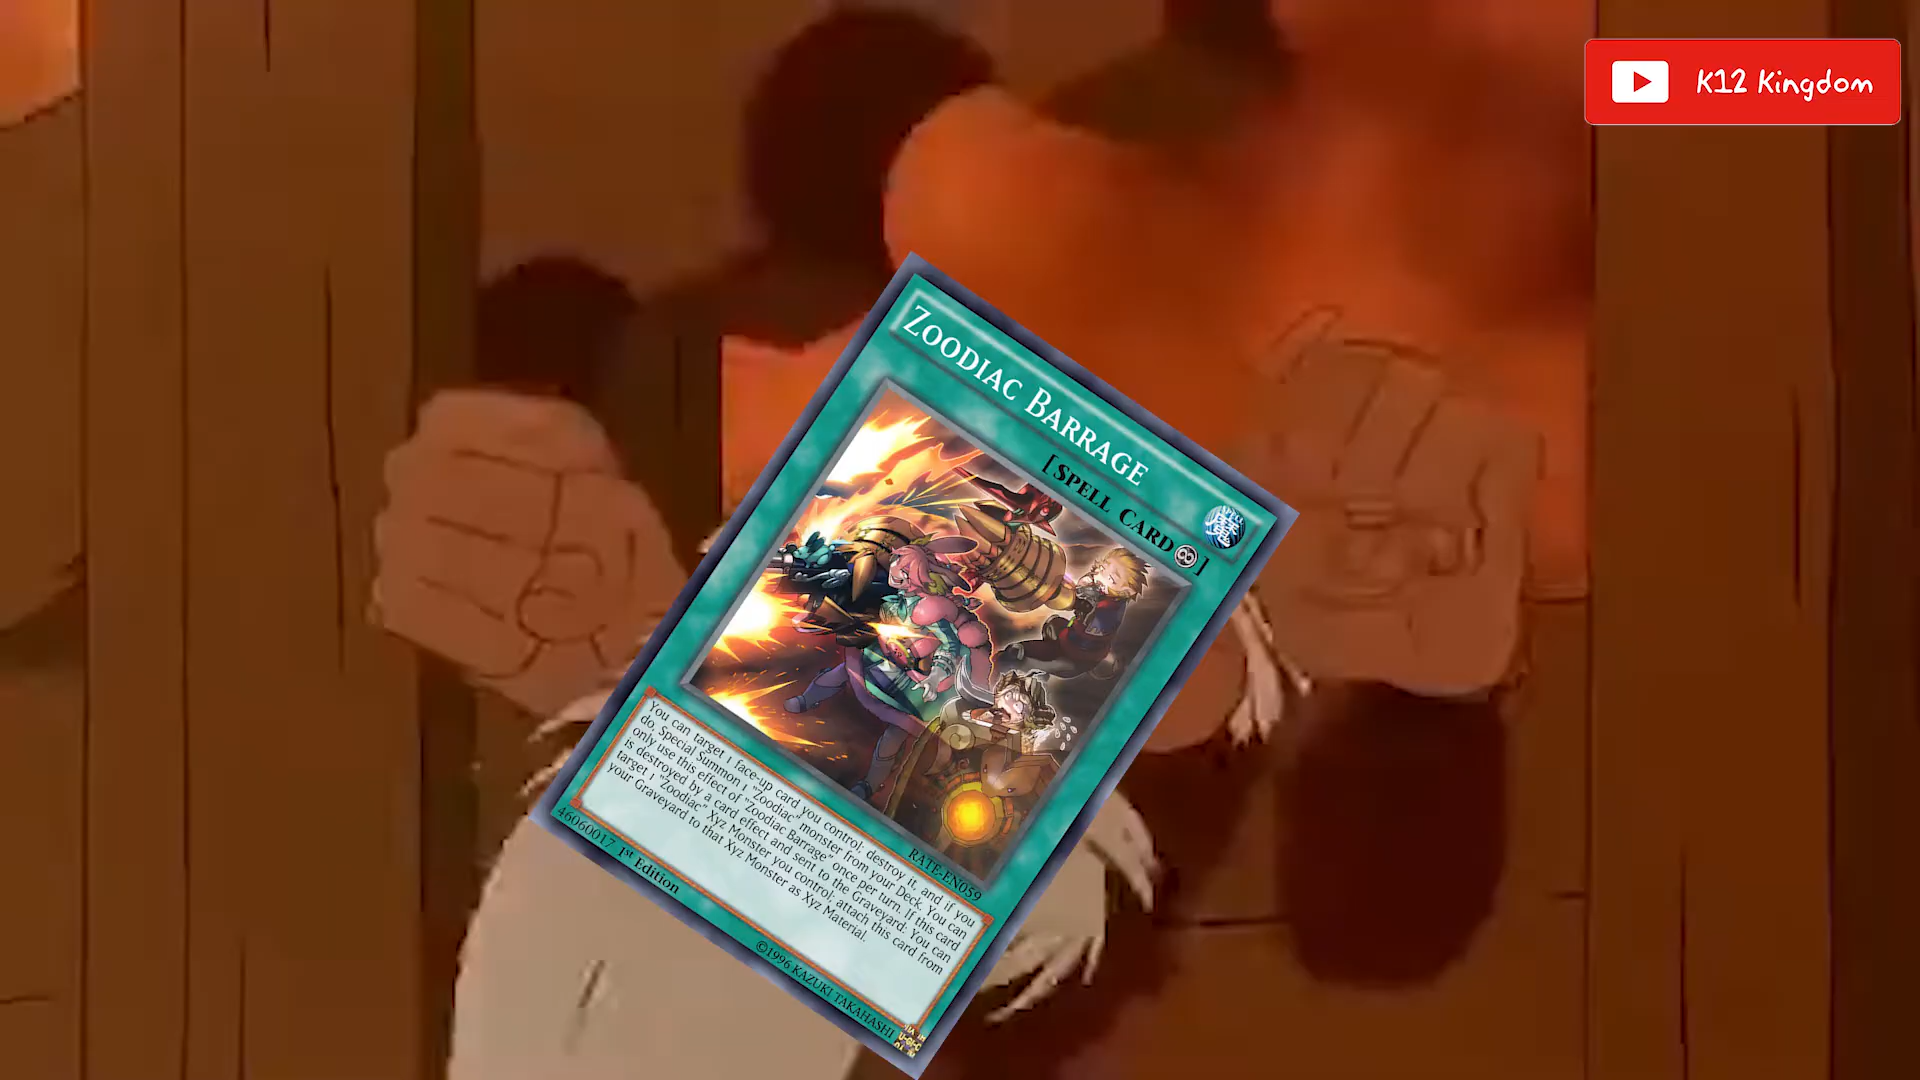 K12 Kingdom
ZOODIAC BARRAGE
[SPELL CARD]
RATE-EN059
You can target 1 face-up card you control; destroy it, and if you
do, Special Summon 1 "Zoodiac" monster from your Deck. You can
only use this effect of "Zoodiac Barrage" once per turn. If this card
is destroyed by a card effect and sent to the Graveyard: You can
target 1 "Zoodiac" Xyz Monster you control; attach this card from
your Graveyard to that Xyz Monster as Xyz Material.
46060017 1st Edition
©1996 KAZUKI TAKAHASHI